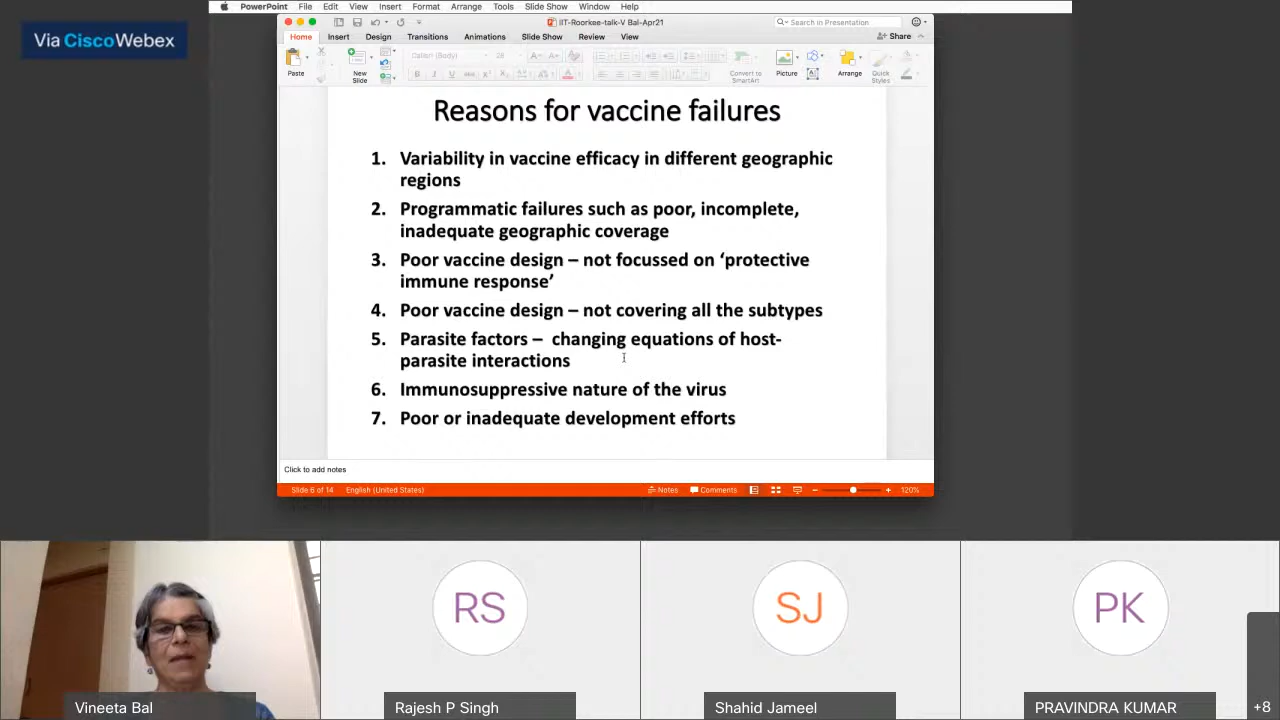 PowerPoint File Edit View Insert Format Arrange Tools Slide Show Window Help
Via CiscoWebex
IIT-Roorkee-talk-V Bal-Apr21
Search in Presentation
Home Insert Design Transitions Animations Slide Show Review View
Share
Calibri (Body) 28
Paste
New
Slide
Convert to
SmartArt
Picture
Arrange
Quick
Styles
Reasons for vaccine failures
1. Variability in vaccine efficacy in different geographic
regions
2. Programmatic failures such as poor, incomplete,
inadequate geographic coverage
3. Poor vaccine design – not focussed on ‘protective
immune response’
4. Poor vaccine design – not covering all the subtypes
5. Parasite factors –  changing equations of host-
parasite interactions
6. Immunosuppressive nature of the virus
7. Poor or inadequate development efforts
Click to add notes
Slide 6 of 14 English (United States) Notes Comments 120%
RS
SJ
PK
Vineeta Bal
Rajesh P Singh
Shahid Jameel
PRAVINDRA KUMAR
+8